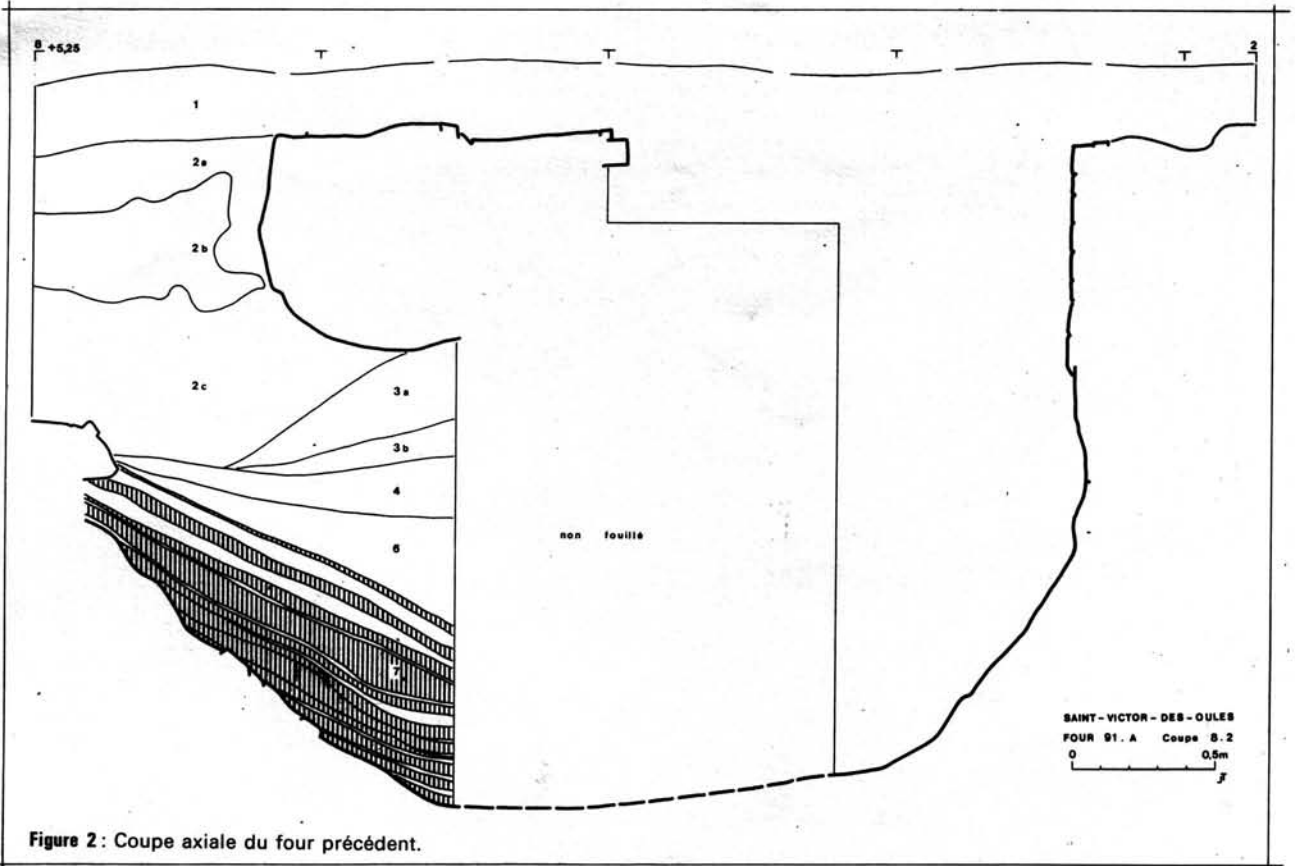 8 +5,25 2
1
2a
2b
2c
3a
3b
4
6
non fouillé
7
SAINT-VICTOR-DES-OULES
FOUR 91. A Coupe 8.2
0 0,5m
Figure 2 : Coupe axiale du four précédent.